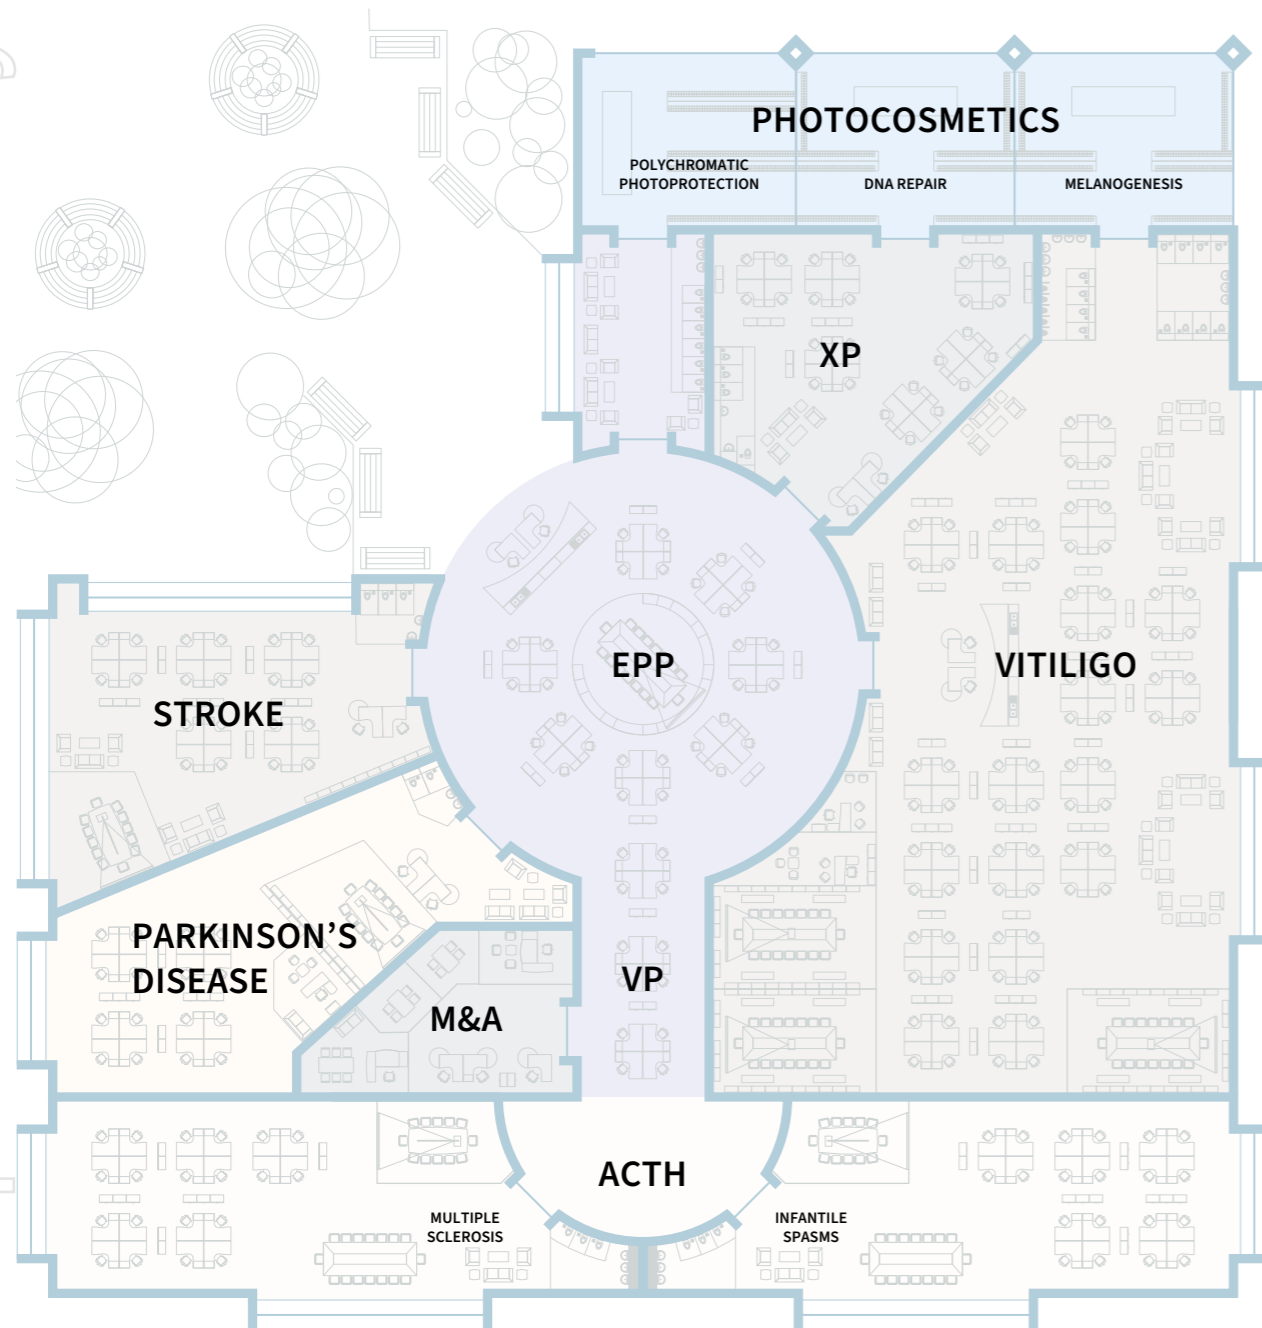 PHOTOCOSMETICS
POLYCHROMATIC
PHOTOPROTECTION
DNA REPAIR
MELANOGENESIS
XP
EPP
VITILIGO
STROKE
PARKINSON’S
DISEASE
VP
M&A
ACTH
MULTIPLE
SCLEROSIS
INFANTILE
SPASMS